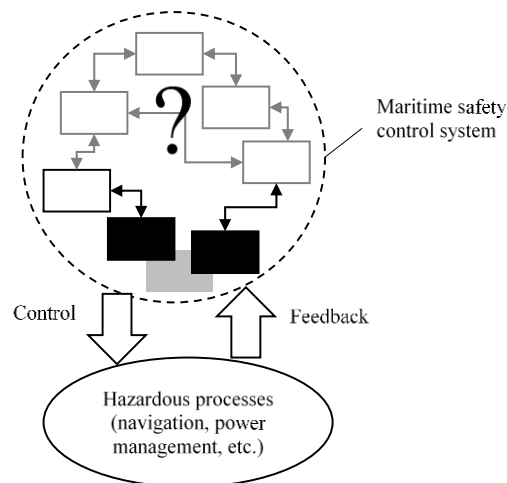 ?
Maritime safety
control system
Control
Feedback
Hazardous processes
(navigation, power
management, etc.)